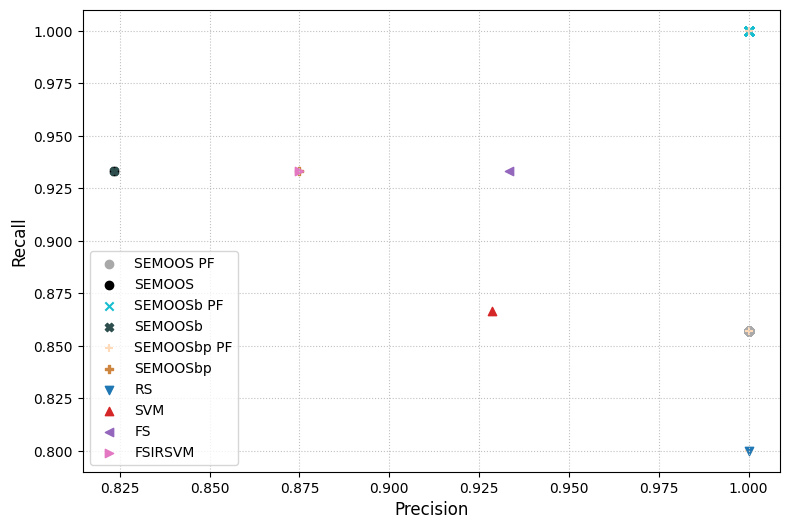 1.000
0.975
0.950
0.925
0.900
0.875
0.850
0.825
0.800
Recall
SEMOOS PF
SEMOOS
SEMOOSb PF
SEMOOSb
SEMOOSbp PF
SEMOOSbp
RS
SVM
FS
FSIRSVM
0.825 0.850 0.875 0.900 0.925 0.950 0.975 1.000
Precision